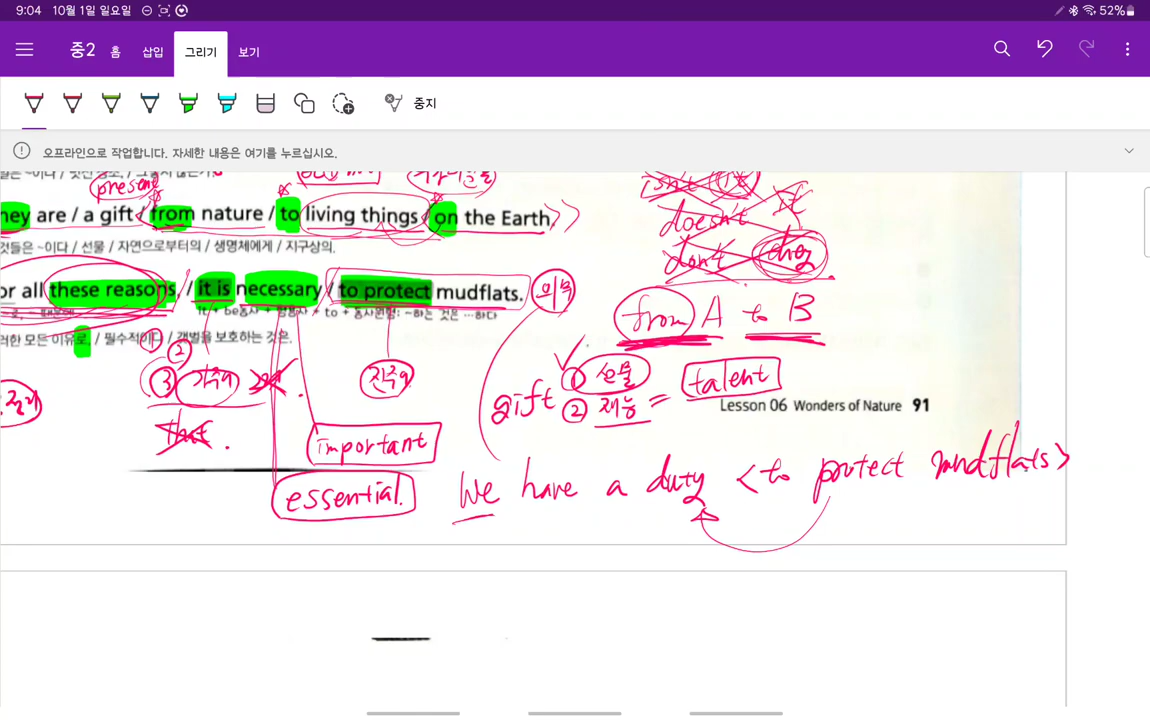 9:04 10월 1일 일요일 52%
중2 홈 삽입 그리기 보기
중지
오프라인으로 작업합니다. 자세한 내용은 여기를 누르십시오.
present
isn't it
hey are / a gift / from nature / to living things / on the Earth.
doesn't it
것들은 ~이다 / 선물 / 자연으로부터의 / 생명체에게 / 지구상의.
don't they
or all these reasons, / it is necessary / to protect mudflats. 의무
it + be동사 + 형용사 + to + 동사원형: ~하는 것은 …하다
from A to B
러한 모든 이유로, / 필수적이다 / 갯벌을 보호하는 것은.
① ②
③ 가주어
진주어
that.
gift ① 선물
② 재능 = talent
Lesson 06 Wonders of Nature 91
important
essential.
We have a duty <to protect mudflats>